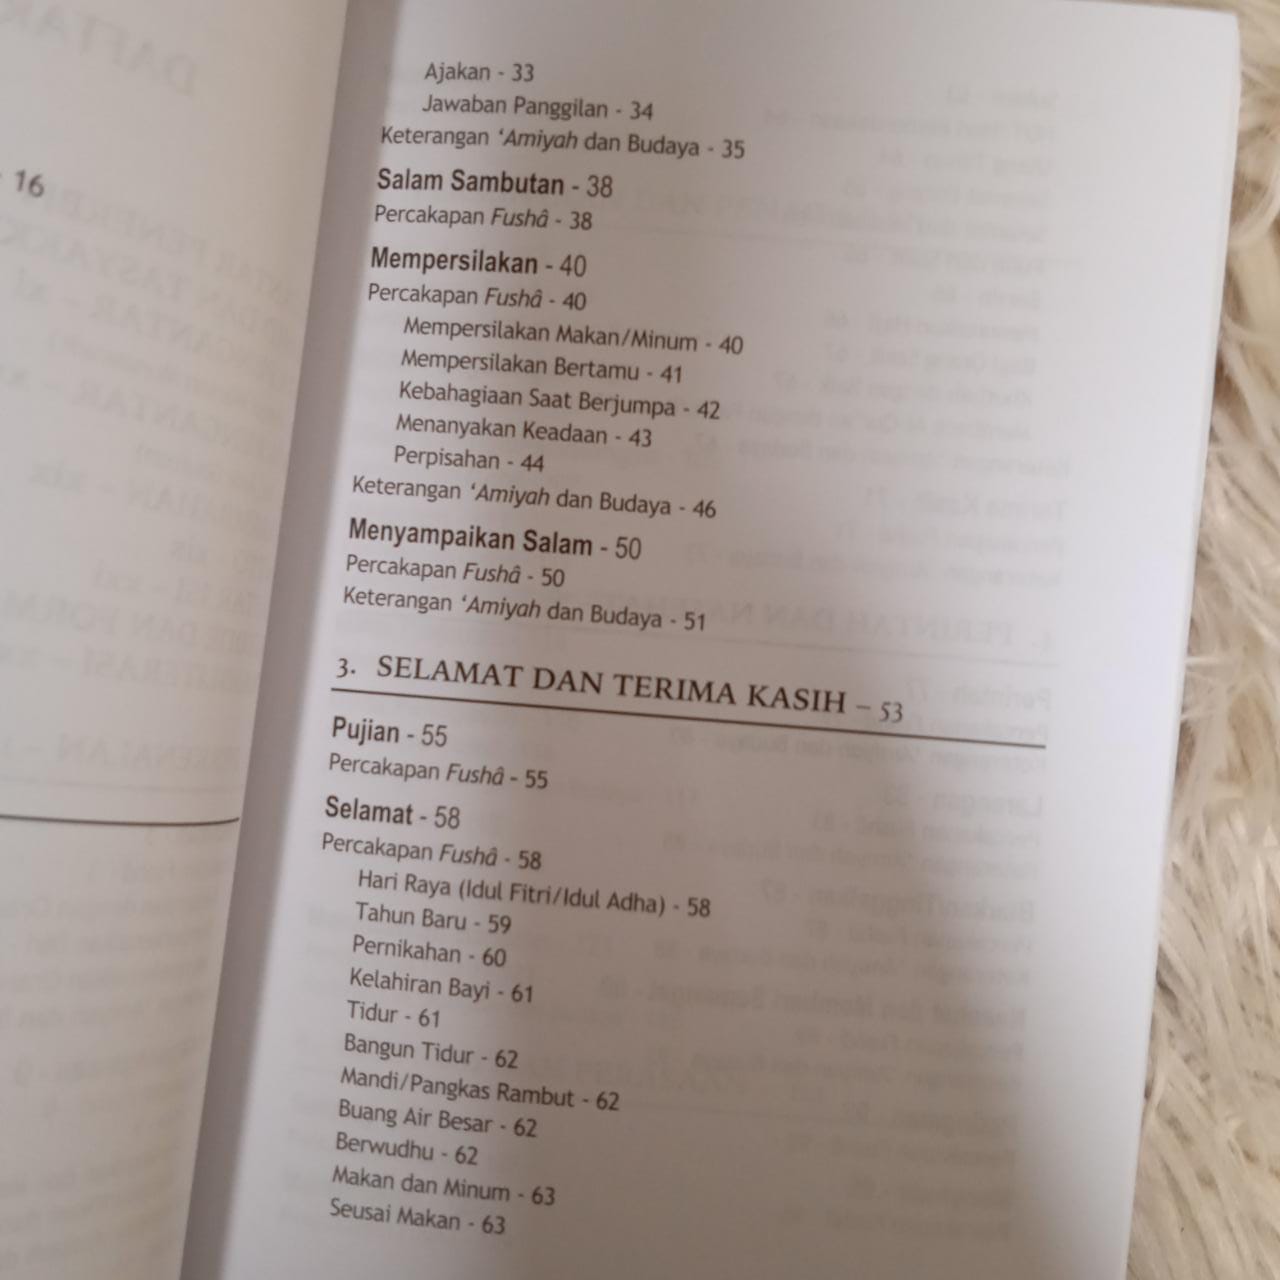 - 16
Ajakan - 33
Jawaban Panggilan - 34
Keterangan ‘Amiyah dan Budaya - 35
Salam Sambutan - 38
Percakapan Fushâ - 38
Mempersilakan - 40
Percakapan Fushâ - 40
Mempersilakan Makan/Minum - 40
Mempersilakan Bertamu - 41
Kebahagiaan Saat Berjumpa - 42
Menanyakan Keadaan - 43
Perpisahan - 44
Keterangan ‘Amiyah dan Budaya - 46
Menyampaikan Salam - 50
Percakapan Fushâ - 50
Keterangan ‘Amiyah dan Budaya - 51
3. SELAMAT DAN TERIMA KASIH – 53
Pujian - 55
Percakapan Fushâ - 55
Selamat - 58
Percakapan Fushâ - 58
Hari Raya (Idul Fitri/Idul Adha) - 58
Tahun Baru - 59
Pernikahan - 60
Kelahiran Bayi - 61
Tidur - 61
Bangun Tidur - 62
Mandi/Pangkas Rambut - 62
Buang Air Besar - 62
Berwudhu - 62
Makan dan Minum - 63
Seusai Makan - 63